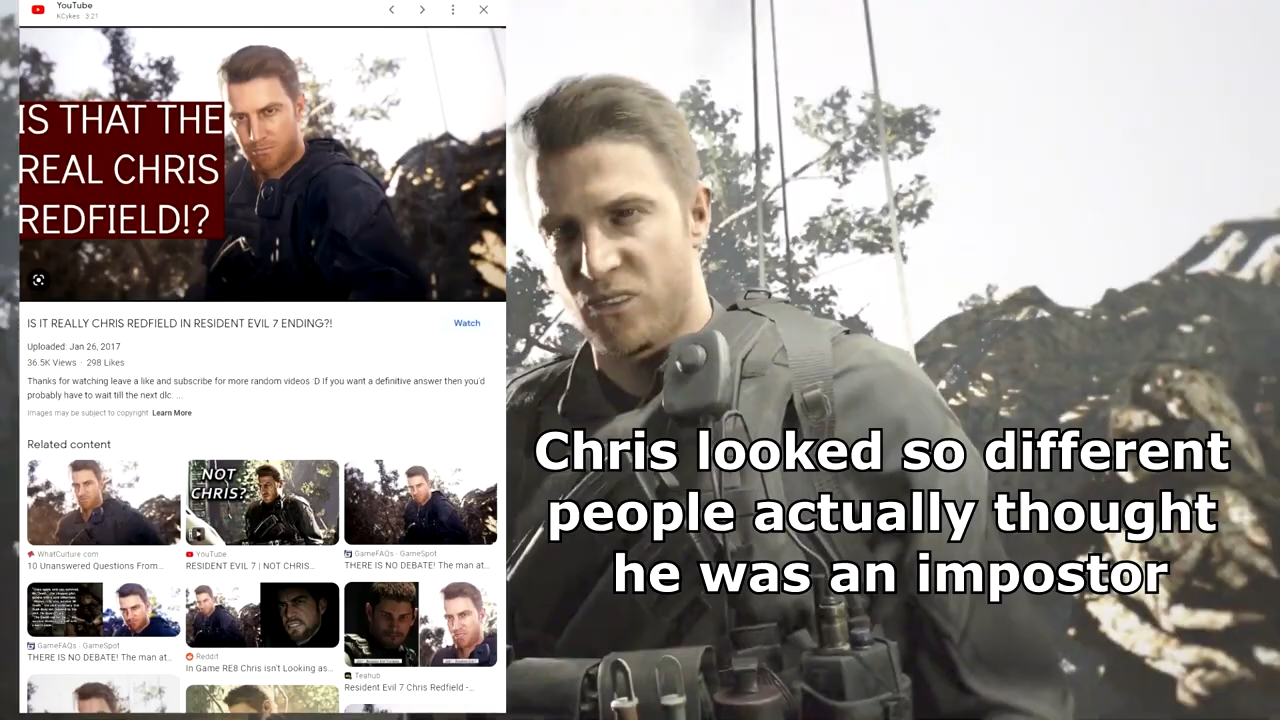 YouTube
KCykes · 3:21
IS THAT THE
REAL CHRIS
REDFIELD!?
IS IT REALLY CHRIS REDFIELD IN RESIDENT EVIL 7 ENDING?!
Watch
Uploaded: Jan 26, 2017
36.5K Views · 298 Likes
Thanks for watching leave a like and subscribe for more random videos :D If you want a definitive answer then you'd
probably have to wait till the next dlc. ...
Images may be subject to copyright. Learn More
Related content
NOT
CHRIS?
WhatCulture.com
10 Unanswered Questions From...
YouTube
RESIDENT EVIL 7 | NOT CHRIS...
GameFAQs - GameSpot
THERE IS NO DEBATE! The man at...
GameFAQs - GameSpot
THERE IS NO DEBATE! The man at...
Reddit
In Game RE8 Chris isn't Looking as...
Teahub
Resident Evil 7 Chris Redfield -...
Chris looked so different
people actually thought
he was an impostor